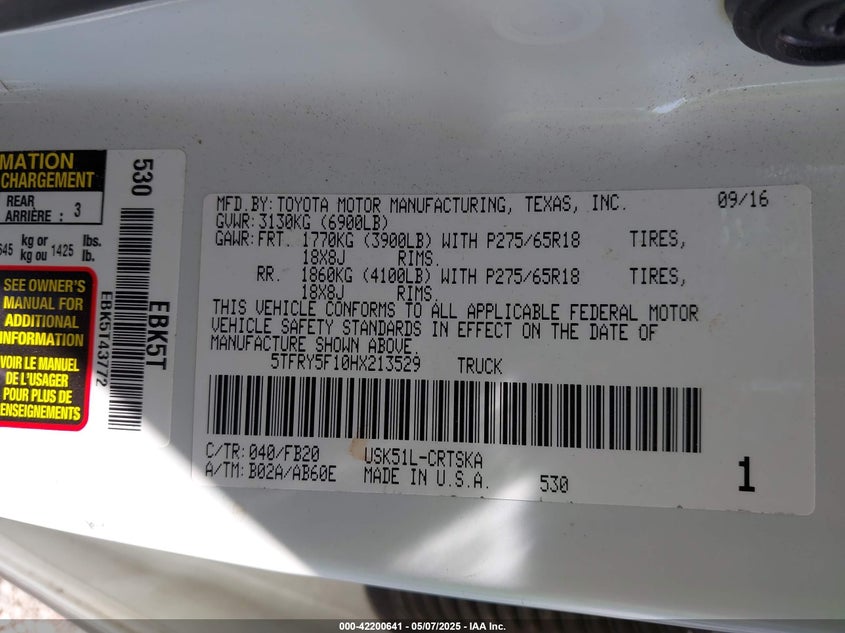 MATION
CHARGEMENT
REAR
ARRIÈRE : 3
645 kg or 1425 lbs.
kg ou lb.
SEE OWNER'S
MANUAL FOR
ADDITIONAL
INFORMATION
VOIR LE MANUEL
DE L'USAGER
POUR PLUS DE
ENSEIGNEMENTS
530
EBK5T
EBK5T43772
MFD.BY: TOYOTA MOTOR MANUFACTURING, TEXAS, INC. 09/16
GVWR: 3130KG (6900LB)
GAWR: FRT. 1770KG (3900LB) WITH P275/65R18 TIRES,
18X8J RIMS.
RR. 1860KG (4100LB) WITH P275/65R18 TIRES,
18X8J RIMS.
THIS VEHICLE CONFORMS TO ALL APPLICABLE FEDERAL MOTOR
VEHICLE SAFETY STANDARDS IN EFFECT ON THE DATE OF
MANUFACTURE SHOWN ABOVE.
5TFRY5F10HX213529 TRUCK
C/TR: 040/FB20 USK51L-CRTSKA
A/TM: B02A/AB60E MADE IN U.S.A. 530
1
000-42200641 - 05/07/2025 - IAA Inc.